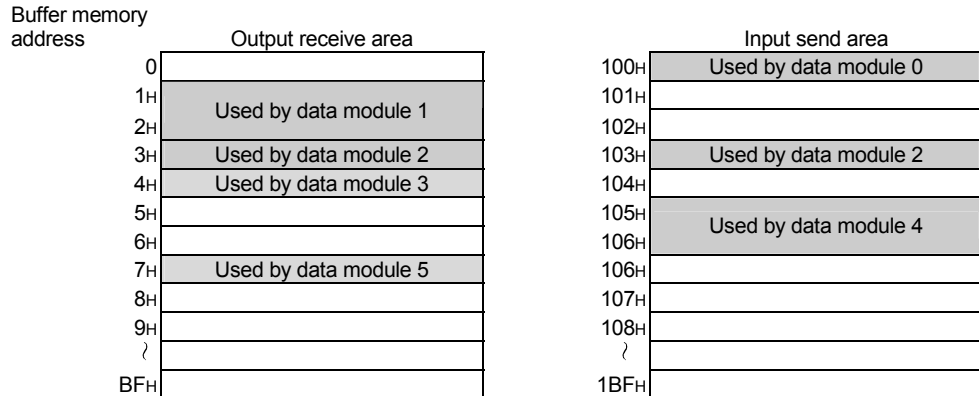 Buffer memory
address Output receive area Input send area
0 100H Used by data module 0
1H 101H
Used by data module 1
2H 102H
3H Used by data module 2 103H Used by data module 2
4H Used by data module 3 104H
5H 105H
Used by data module 4
6H 106H
7H Used by data module 5 106H
8H 107H
9H 108H
~ ~
BFH 1BFH